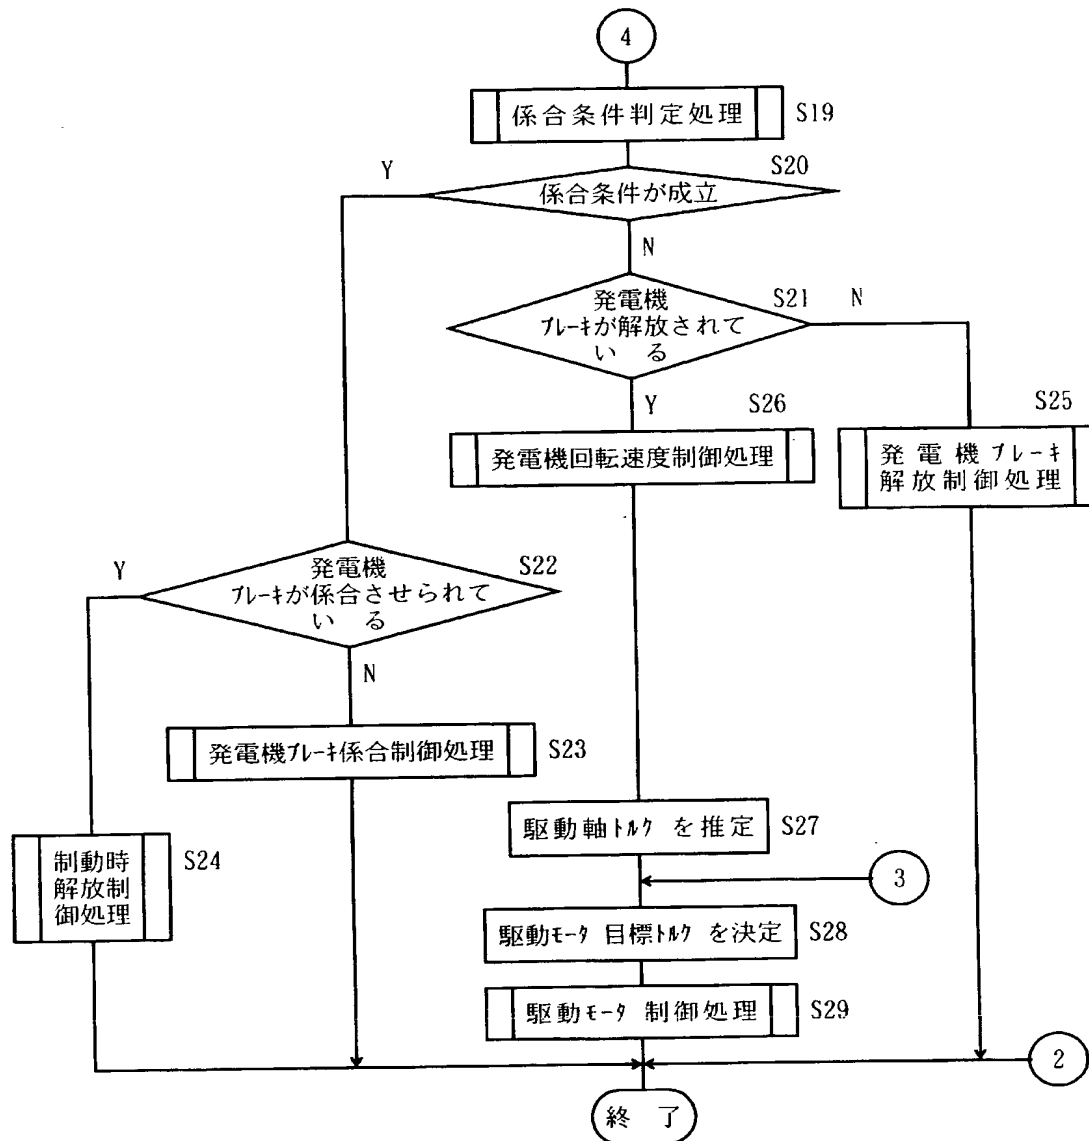 4
係合条件判定処理 S19
S20
Y
係合条件が成立
N
発電機
ブレーキが解放されて
いる
S21
N
Y
S26
S25
発電機回転速度制御処理
発電機ブレーキ
解放制御処理
発電機
ブレーキが係合させられて
いる
S22
Y
N
発電機ブレーキ係合制御処理 S23
駆動軸トルクを推定 S27
制動時
解放制
御処理
S24
3
駆動モータ 目標トルクを決定 S28
駆動モータ 制御処理 S29
2
終了